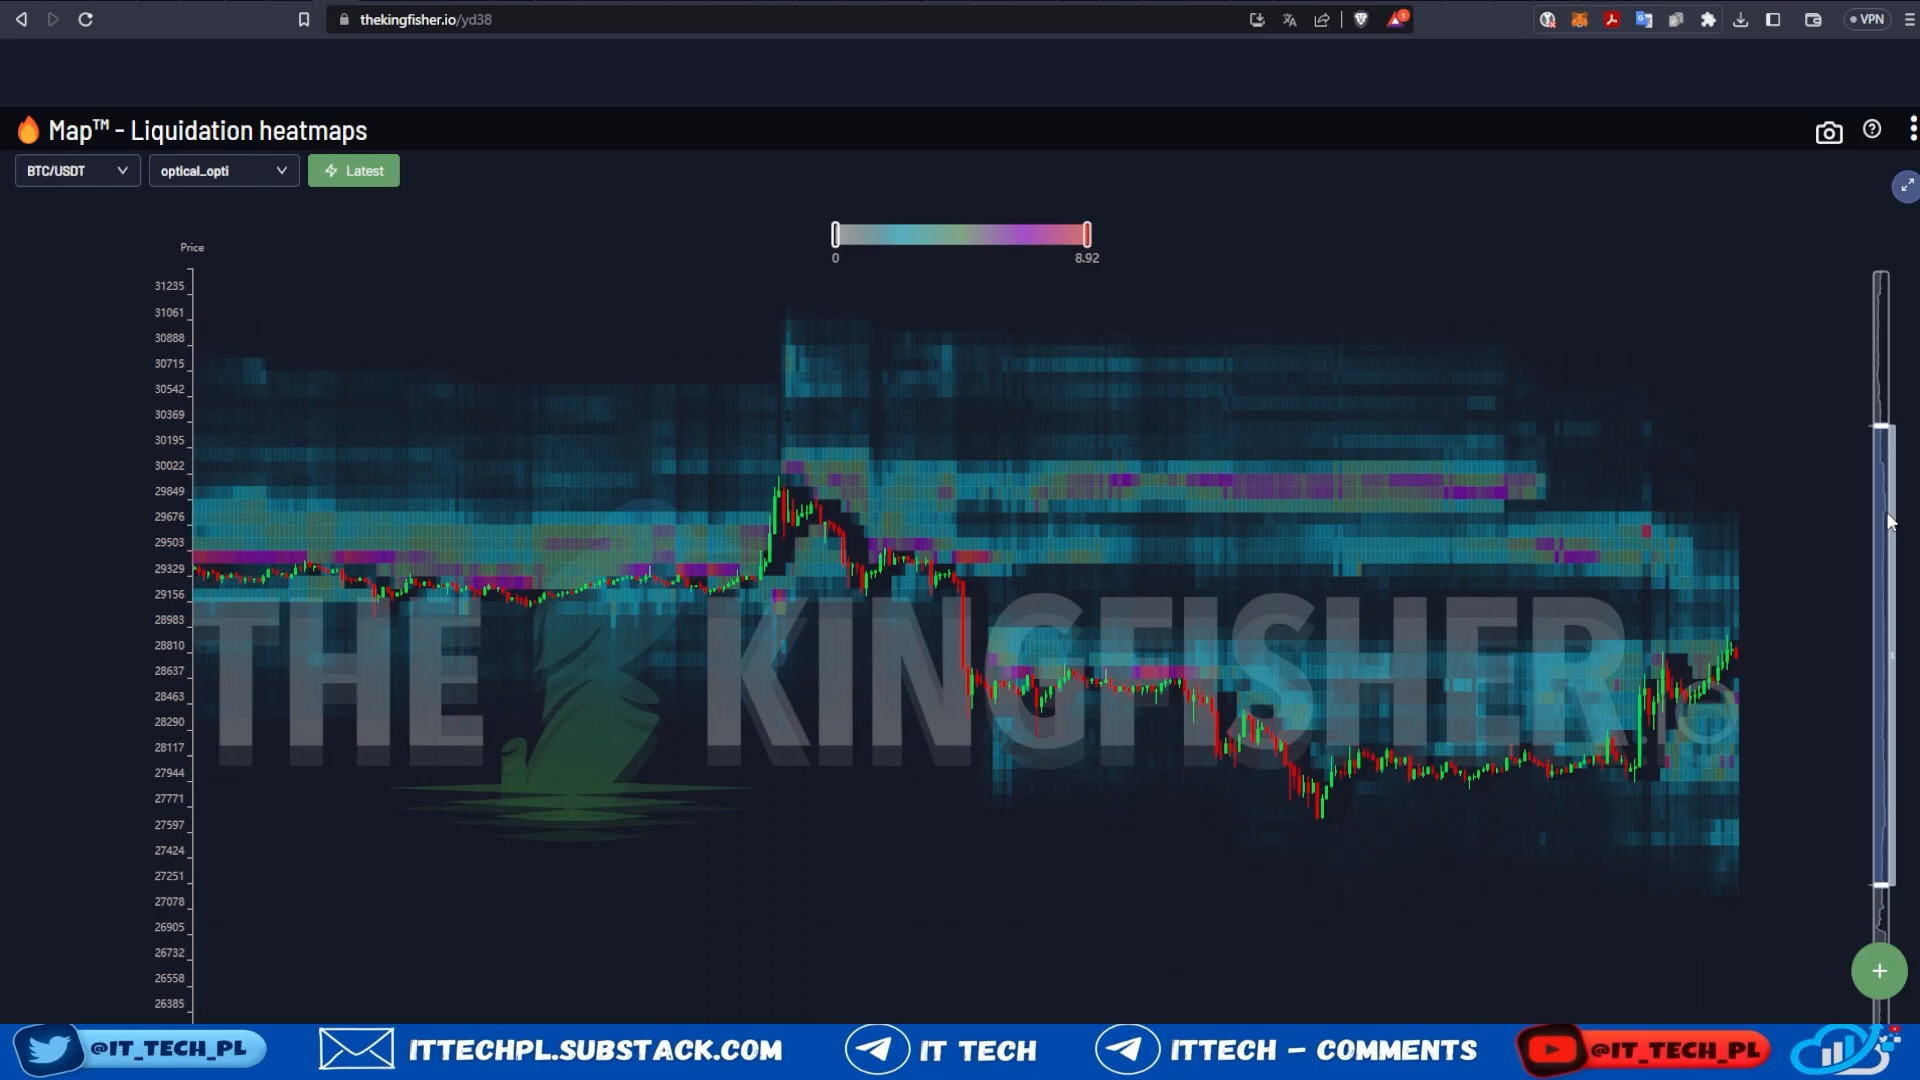 thekingfisher.io/yd38
1
VPN
Map™ - Liquidation heatmaps
BTC/USDT
optical_opti
Latest
0
8.92
Price
31235
31061
30888
30715
30542
30369
30195
30022
29849
29676
29503
29329
29156
28983
28810
28637
28463
28290
28117
27944
27771
27597
27424
27251
27078
26905
26732
26558
26385
THE KINGFISHER.io
@IT_TECH_PL
ITTECHPL.SUBSTACK.COM
IT TECH
ITTECH - COMMENTS
@IT_TECH_PL